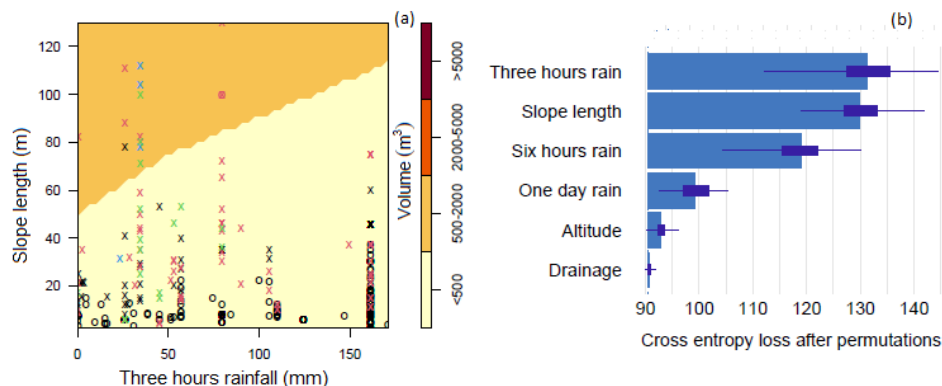 (a)
Slope length (m)
120
100
80
60
40
20
0
50
100
150
Three hours rainfall (mm)
Volume (m³)
>5000
2000-5000
500-2000
<500
(b)
Three hours rain
Slope length
Six hours rain
One day rain
Altitude
Drainage
90
100
110
120
130
140
Cross entropy loss after permutations